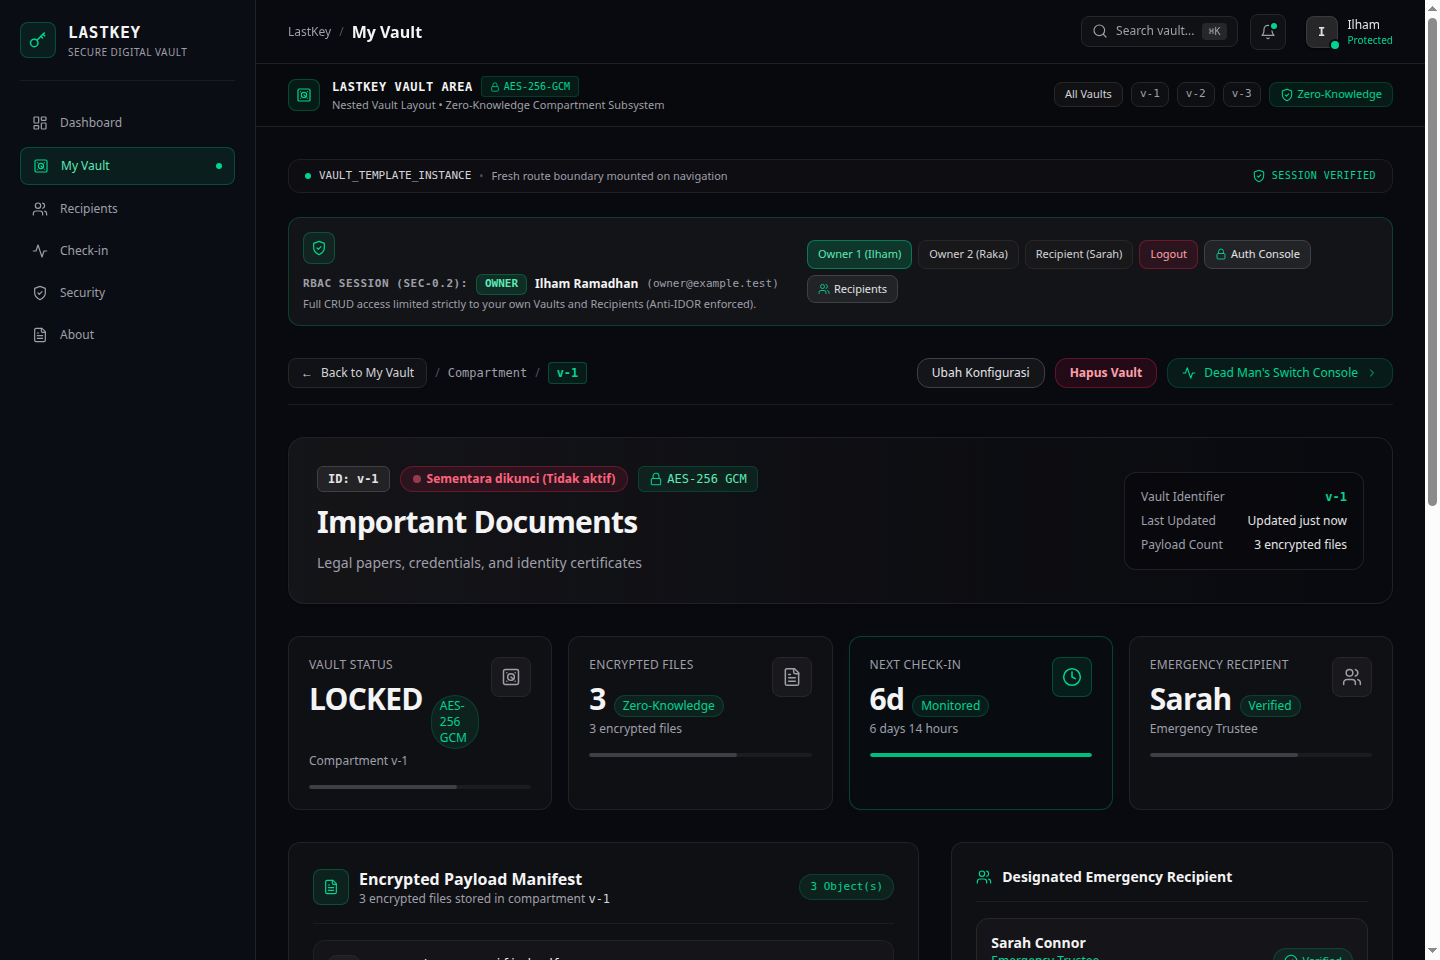 LASTKEY
SECURE DIGITAL VAULT
Dashboard
My Vault
Recipients
Check-in
Security
About
LastKey / My Vault
Search vault... ⌘K
I
Ilham
Protected
LASTKEY VAULT AREA AES-256-GCM
Nested Vault Layout • Zero-Knowledge Compartment Subsystem
All Vaults v-1 v-2 v-3 Zero-Knowledge
VAULT_TEMPLATE_INSTANCE • Fresh route boundary mounted on navigation
SESSION VERIFIED
RBAC SESSION (SEC-0.2): OWNER Ilham Ramadhan (owner@example.test)
Full CRUD access limited strictly to your own Vaults and Recipients (Anti-IDOR enforced).
Owner 1 (Ilham) Owner 2 (Raka) Recipient (Sarah) Logout Auth Console
Recipients
← Back to My Vault / Compartment / v-1
Ubah Konfigurasi Hapus Vault Dead Man's Switch Console
ID: v-1 Sementara dikunci (Tidak aktif) AES-256 GCM
Important Documents
Legal papers, credentials, and identity certificates
Vault Identifier v-1
Last Updated Updated just now
Payload Count 3 encrypted files
VAULT STATUS
LOCKED AES-
256
GCM
Compartment v-1
ENCRYPTED FILES
3 Zero-Knowledge
3 encrypted files
NEXT CHECK-IN
6d Monitored
6 days 14 hours
EMERGENCY RECIPIENT
Sarah Verified
Emergency Trustee
Encrypted Payload Manifest
3 encrypted files stored in compartment v-1
3 Object(s)
Designated Emergency Recipient
Sarah Connor
Emergency Trustee
Verified